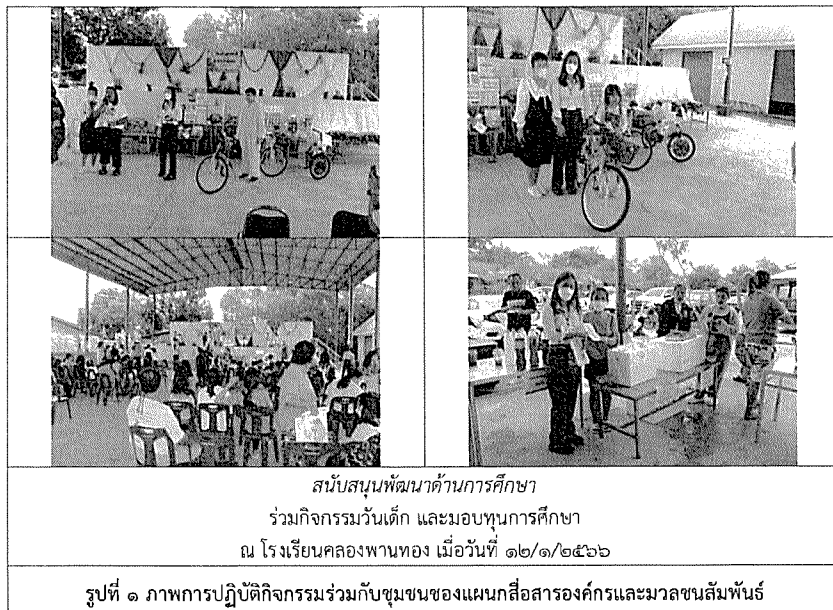 สนับสนุนพัฒนาด้านการศึกษา
ร่วมกิจกรรมวันเด็ก และมอบทุนการศึกษา
ณ โรงเรียนคลองพานทอง เมื่อวันที่ ๑๒/๑/๒๕๖๖
รูปที่ ๑ ภาพการปฏิบัติกิจกรรมร่วมกับชุมชนของแผนกสื่อสารองค์กรและมวลชนสัมพันธ์